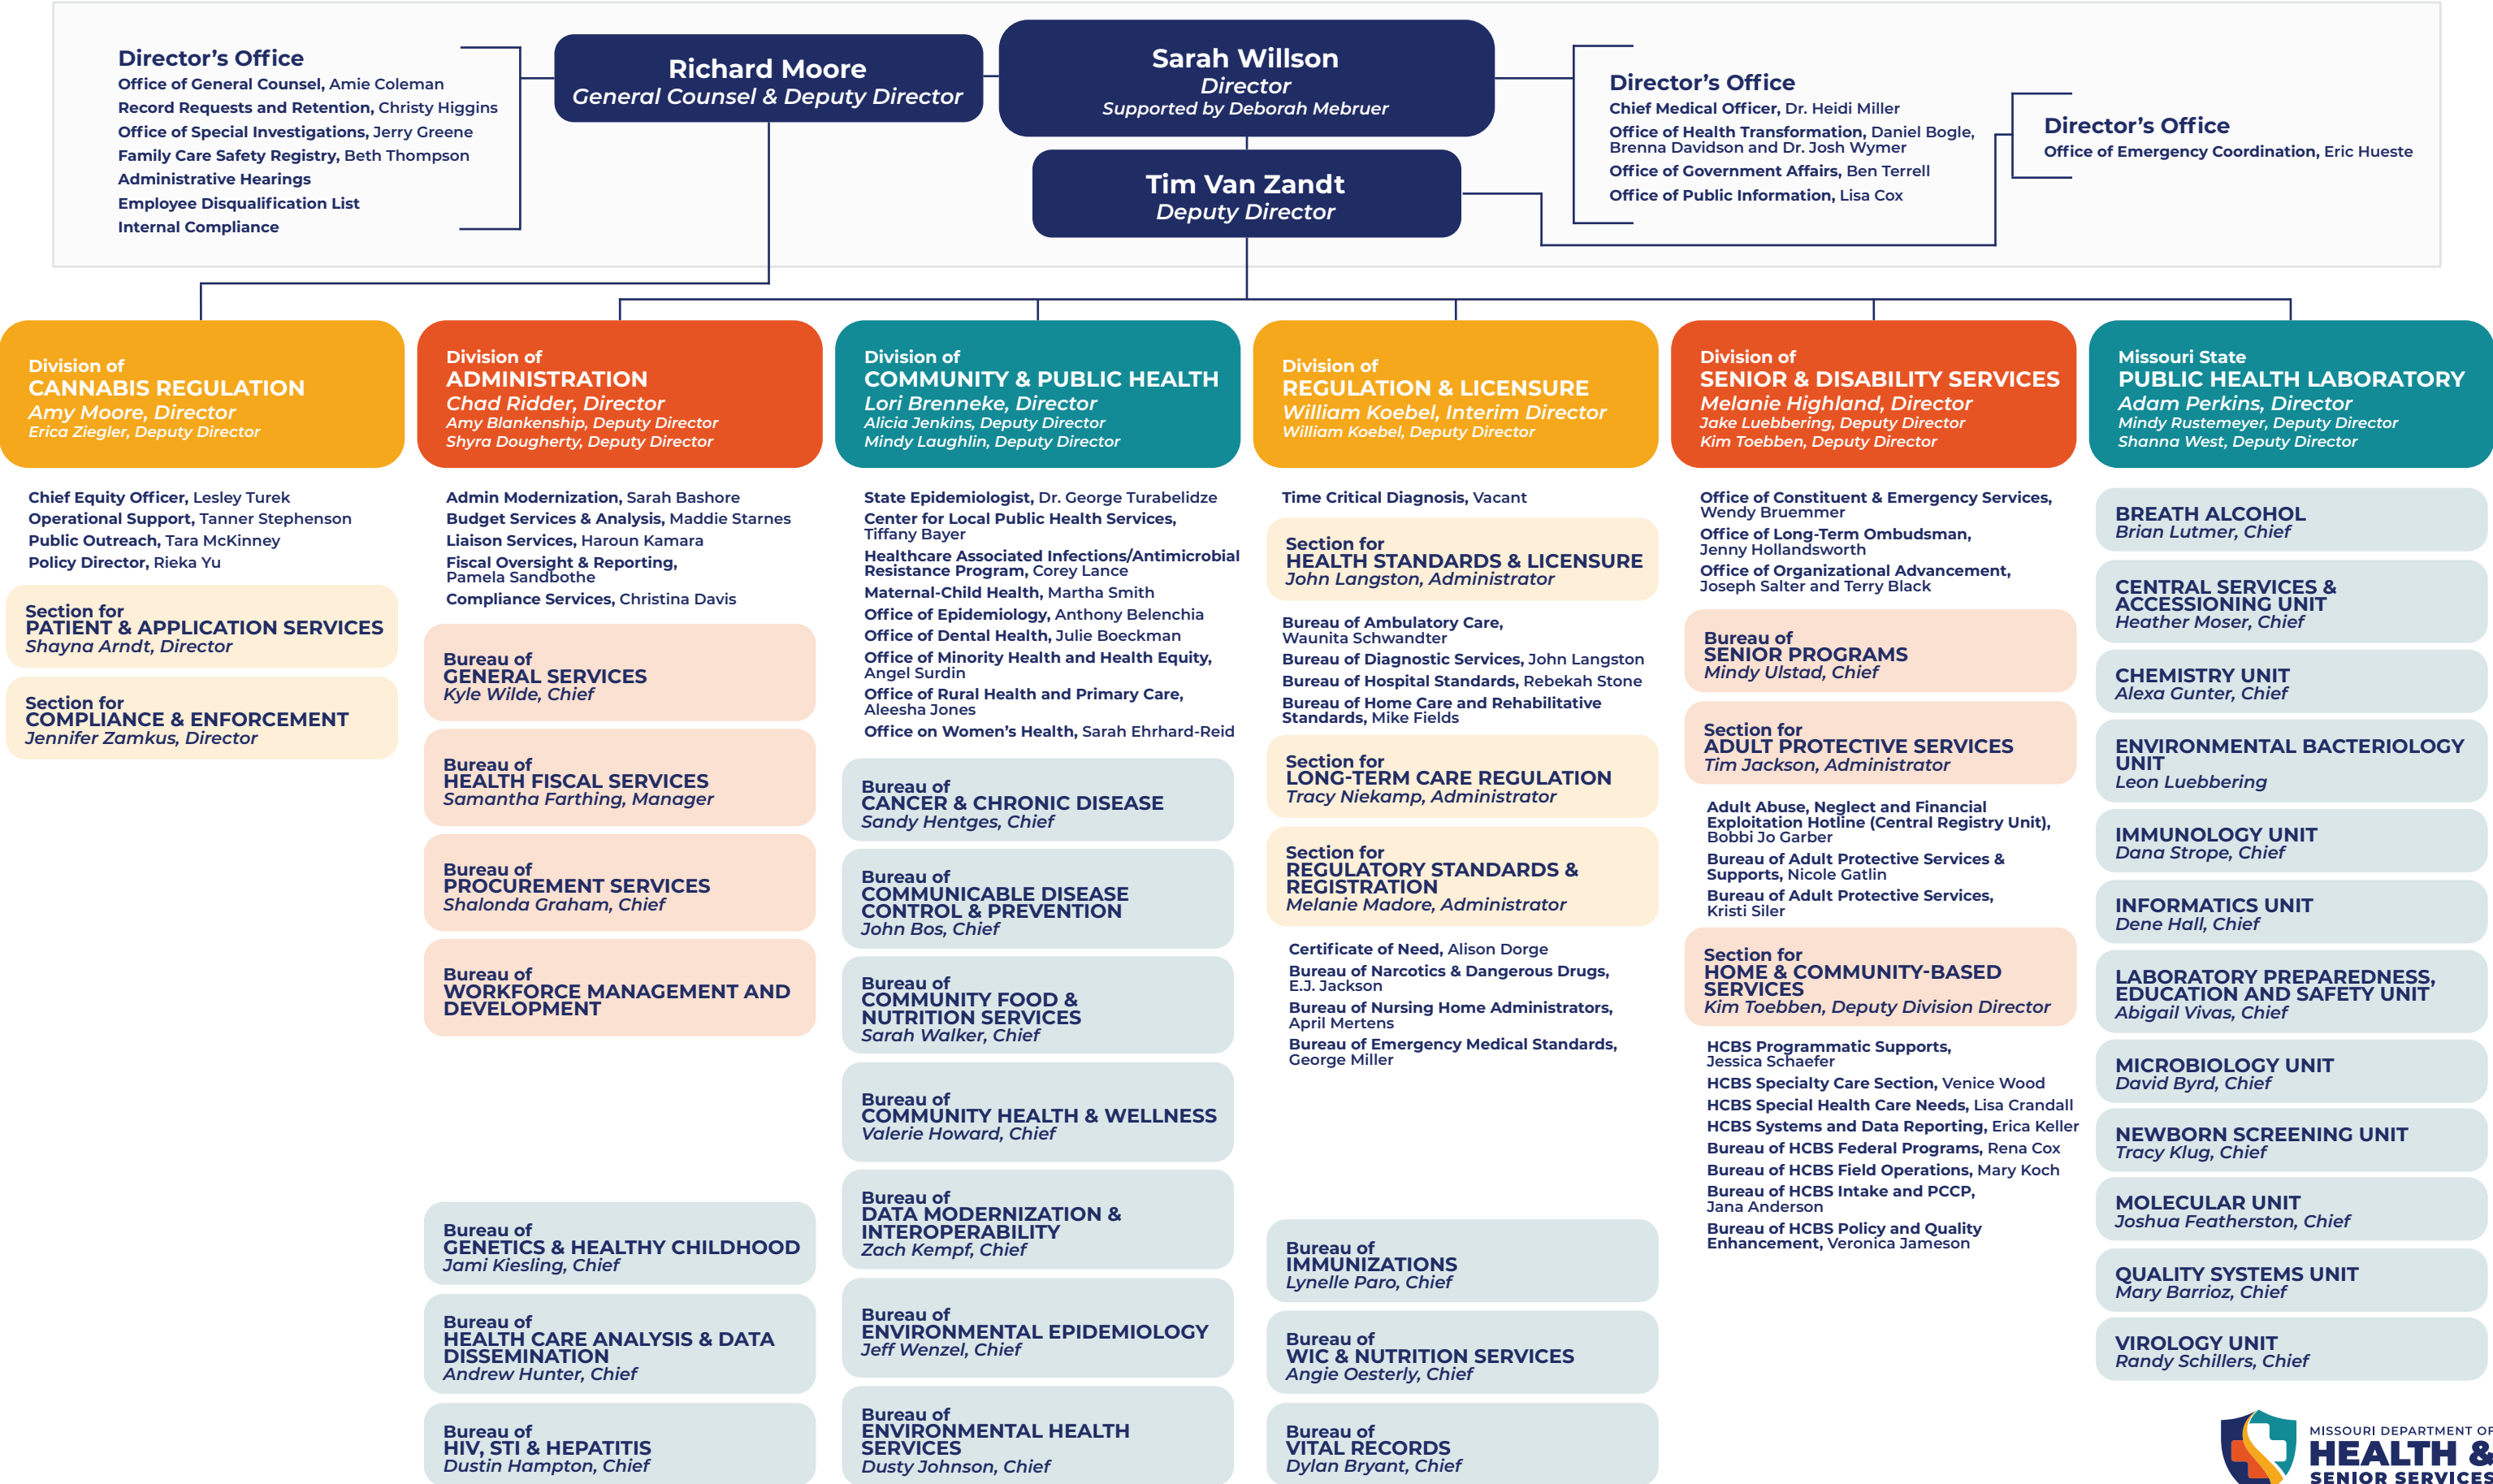 Director's Office
Office of General Counsel, Amie Coleman
Record Requests and Retention, Christy Higgins
Office of Special Investigations, Jerry Greene
Family Care Safety Registry, Beth Thompson
Administrative Hearings
Employee Disqualification List
Internal Compliance
Richard Moore
General Counsel & Deputy Director
Sarah Willson
Director
Supported by Deborah Mebruer
Tim Van Zandt
Deputy Director
Director's Office
Chief Medical Officer, Dr. Heidi Miller
Office of Health Transformation, Daniel Bogle,
Brenna Davidson and Dr. Josh Wymer
Office of Government Affairs, Ben Terrell
Office of Public Information, Lisa Cox
Director's Office
Office of Emergency Coordination, Eric Hueste
Division of
CANNABIS REGULATION
Amy Moore, Director
Erica Ziegler, Deputy Director
Chief Equity Officer, Lesley Turek
Operational Support, Tanner Stephenson
Public Outreach, Tara McKinney
Policy Director, Rieka Yu
Section for
PATIENT & APPLICATION SERVICES
Shayna Arndt, Director
Section for
COMPLIANCE & ENFORCEMENT
Jennifer Zamkus, Director
Division of
ADMINISTRATION
Chad Ridder, Director
Amy Blankenship, Deputy Director
Shyra Dougherty, Deputy Director
Admin Modernization, Sarah Bashore
Budget Services & Analysis, Maddie Starnes
Liaison Services, Haroun Kamara
Fiscal Oversight & Reporting,
Pamela Sandbothe
Compliance Services, Christina Davis
Bureau of
GENERAL SERVICES
Kyle Wilde, Chief
Bureau of
HEALTH FISCAL SERVICES
Samantha Farthing, Manager
Bureau of
PROCUREMENT SERVICES
Shalonda Graham, Chief
Bureau of
WORKFORCE MANAGEMENT AND
DEVELOPMENT
Bureau of
GENETICS & HEALTHY CHILDHOOD
Jami Kiesling, Chief
Bureau of
HEALTH CARE ANALYSIS & DATA
DISSEMINATION
Andrew Hunter, Chief
Bureau of
HIV, STI & HEPATITIS
Dustin Hampton, Chief
Division of
COMMUNITY & PUBLIC HEALTH
Lori Brenneke, Director
Alicia Jenkins, Deputy Director
Mindy Laughlin, Deputy Director
State Epidemiologist, Dr. George Turabelidze
Center for Local Public Health Services,
Tiffany Bayer
Healthcare Associated Infections/Antimicrobial
Resistance Program, Corey Lance
Maternal-Child Health, Martha Smith
Office of Epidemiology, Anthony Belenchia
Office of Dental Health, Julie Boeckman
Office of Minority Health and Health Equity,
Angel Surdin
Office of Rural Health and Primary Care,
Aleesha Jones
Office on Women's Health, Sarah Ehrhard-Reid
Bureau of
CANCER & CHRONIC DISEASE
Sandy Hentges, Chief
Bureau of
COMMUNICABLE DISEASE
CONTROL & PREVENTION
John Bos, Chief
Bureau of
COMMUNITY FOOD &
NUTRITION SERVICES
Sarah Walker, Chief
Bureau of
COMMUNITY HEALTH & WELLNESS
Valerie Howard, Chief
Bureau of
DATA MODERNIZATION &
INTEROPERABILITY
Zach Kempf, Chief
Bureau of
ENVIRONMENTAL EPIDEMIOLOGY
Jeff Wenzel, Chief
Bureau of
ENVIRONMENTAL HEALTH
SERVICES
Dusty Johnson, Chief
Division of
REGULATION & LICENSURE
William Koebel, Interim Director
William Koebel, Deputy Director
Time Critical Diagnosis, Vacant
Section for
HEALTH STANDARDS & LICENSURE
John Langston, Administrator
Bureau of Ambulatory Care,
Waunita Schwandter
Bureau of Diagnostic Services, John Langston
Bureau of Hospital Standards, Rebekah Stone
Bureau of Home Care and Rehabilitative
Standards, Mike Fields
Section for
LONG-TERM CARE REGULATION
Tracy Niekamp, Administrator
Section for
REGULATORY STANDARDS &
REGISTRATION
Melanie Madore, Administrator
Certificate of Need, Alison Dorge
Bureau of Narcotics & Dangerous Drugs,
E.J. Jackson
Bureau of Nursing Home Administrators,
April Mertens
Bureau of Emergency Medical Standards,
George Miller
Bureau of
IMMUNIZATIONS
Lynelle Paro, Chief
Bureau of
WIC & NUTRITION SERVICES
Angie Oesterly, Chief
Bureau of
VITAL RECORDS
Dylan Bryant, Chief
Division of
SENIOR & DISABILITY SERVICES
Melanie Highland, Director
Jake Luebbering, Deputy Director
Kim Toebben, Deputy Director
Office of Constituent & Emergency Services,
Wendy Bruemmer
Office of Long-Term Ombudsman,
Jenny Hollandsworth
Office of Organizational Advancement,
Joseph Salter and Terry Black
Bureau of
SENIOR PROGRAMS
Mindy Ulstad, Chief
Section for
ADULT PROTECTIVE SERVICES
Tim Jackson, Administrator
Adult Abuse, Neglect and Financial
Exploitation Hotline (Central Registry Unit),
Bobbi Jo Garber
Bureau of Adult Protective Services &
Supports, Nicole Gatlin
Bureau of Adult Protective Services,
Kristi Siler
Section for
HOME & COMMUNITY-BASED
SERVICES
Kim Toebben, Deputy Division Director
HCBS Programmatic Supports,
Jessica Schaefer
HCBS Specialty Care Section, Venice Wood
HCBS Special Health Care Needs, Lisa Crandall
HCBS Systems and Data Reporting, Erica Keller
Bureau of HCBS Federal Programs, Rena Cox
Bureau of HCBS Field Operations, Mary Koch
Bureau of HCBS Intake and PCCP,
Jana Anderson
Bureau of HCBS Policy and Quality
Enhancement, Veronica Jameson
Missouri State
PUBLIC HEALTH LABORATORY
Adam Perkins, Director
Mindy Rustemeyer, Deputy Director
Shanna West, Deputy Director
BREATH ALCOHOL
Brian Lutmer, Chief
CENTRAL SERVICES &
ACCESSIONING UNIT
Heather Moser, Chief
CHEMISTRY UNIT
Alexa Gunter, Chief
ENVIRONMENTAL BACTERIOLOGY
UNIT
Leon Luebbering
IMMUNOLOGY UNIT
Dana Strope, Chief
INFORMATICS UNIT
Dene Hall, Chief
LABORATORY PREPAREDNESS,
EDUCATION AND SAFETY UNIT
Abigail Vivas, Chief
MICROBIOLOGY UNIT
David Byrd, Chief
NEWBORN SCREENING UNIT
Tracy Klug, Chief
MOLECULAR UNIT
Joshua Featherston, Chief
QUALITY SYSTEMS UNIT
Mary Barrioz, Chief
VIROLOGY UNIT
Randy Schillers, Chief
MISSOURI DEPARTMENT OF
HEALTH &
SENIOR SERVICES